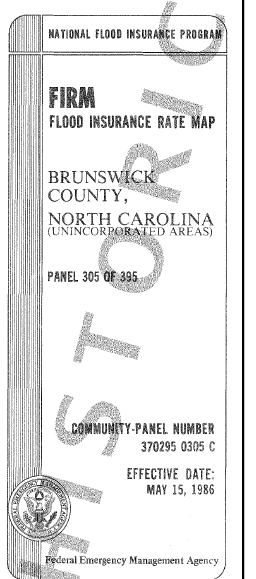 NATIONAL FLOOD INSURANCE PROGRAM
FIRM
FLOOD INSURANCE RATE MAP
BRUNSWICK
COUNTY,
NORTH CAROLINA
(UNINCORPORATED AREAS)
PANEL 305 OF 395
COMMUNITY-PANEL NUMBER
370295 0305 C
EFFECTIVE DATE:
MAY 15, 1986
Federal Emergency Management Agency
HISTORIC